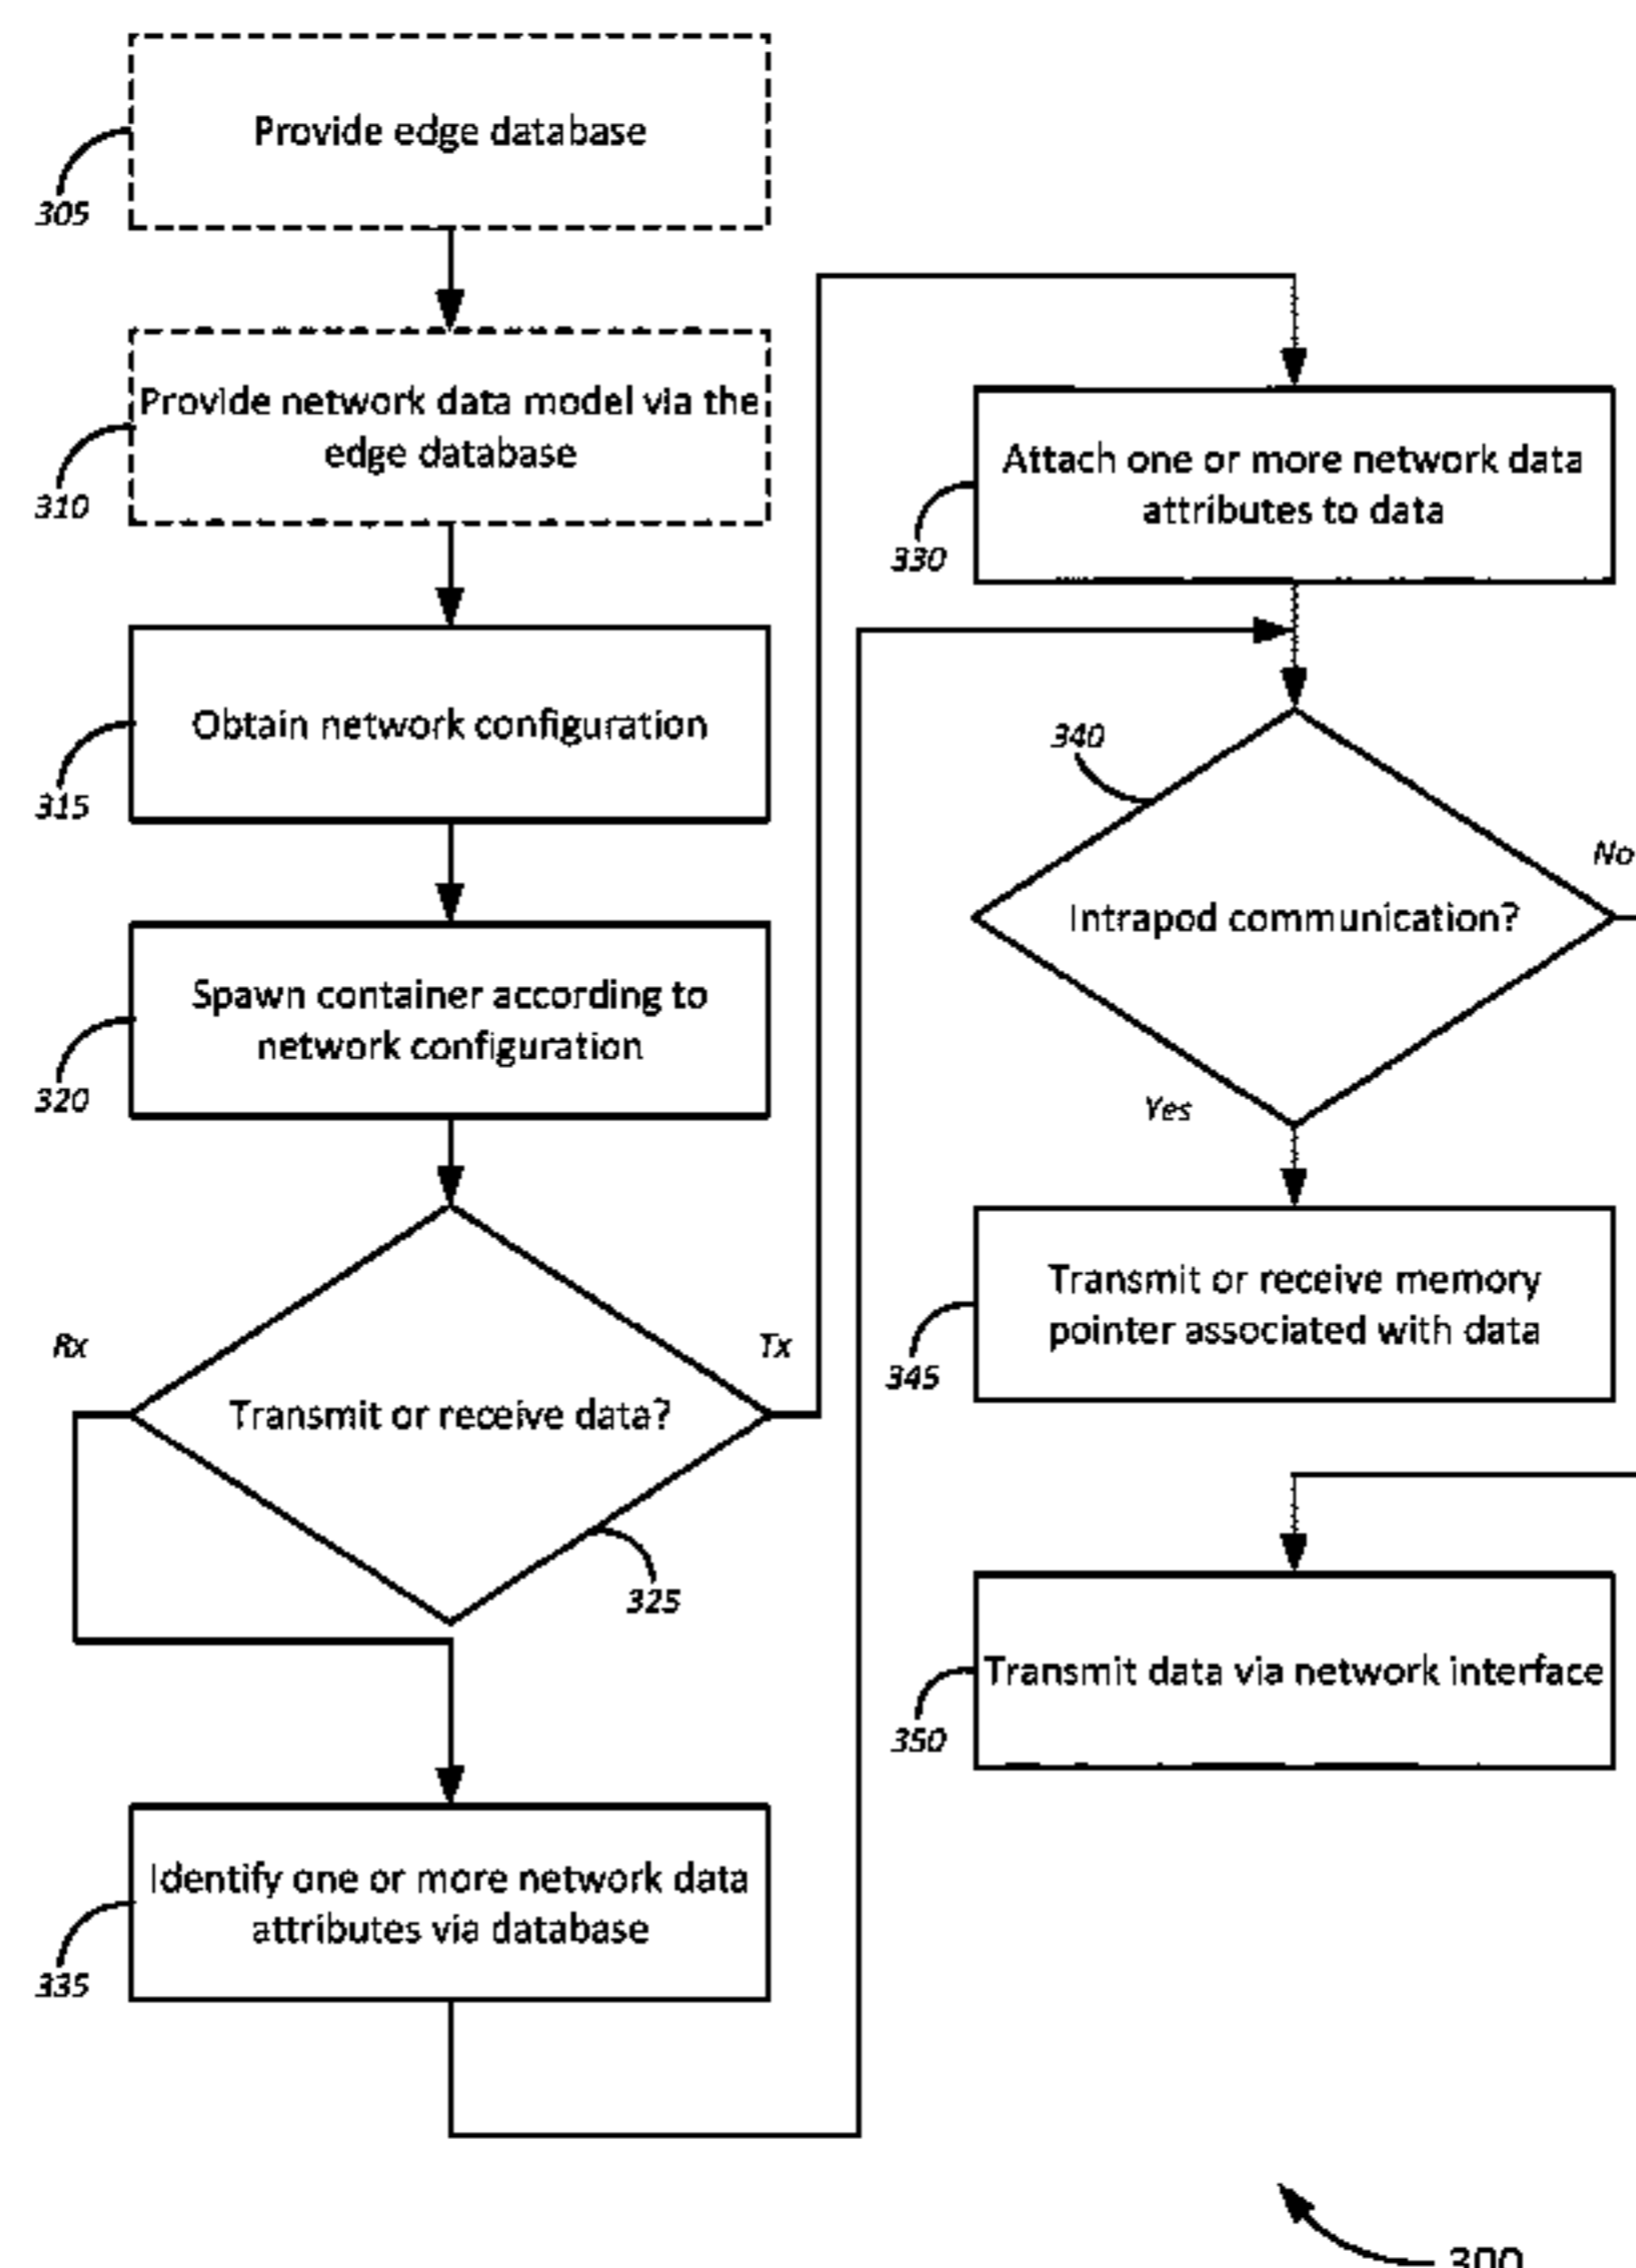 Provide edge database
305
Provide network data model via the
edge database
310
Obtain network configuration
315
Spawn container according to
network configuration
320
Rx
Tx
Transmit or receive data?
325
Identify one or more network data
attributes via database
335
Attach one or more network data
attributes to data
330
340
No
Intrapod communication?
Yes
Transmit or receive memory
pointer associated with data
345
Transmit data via network interface
350
300